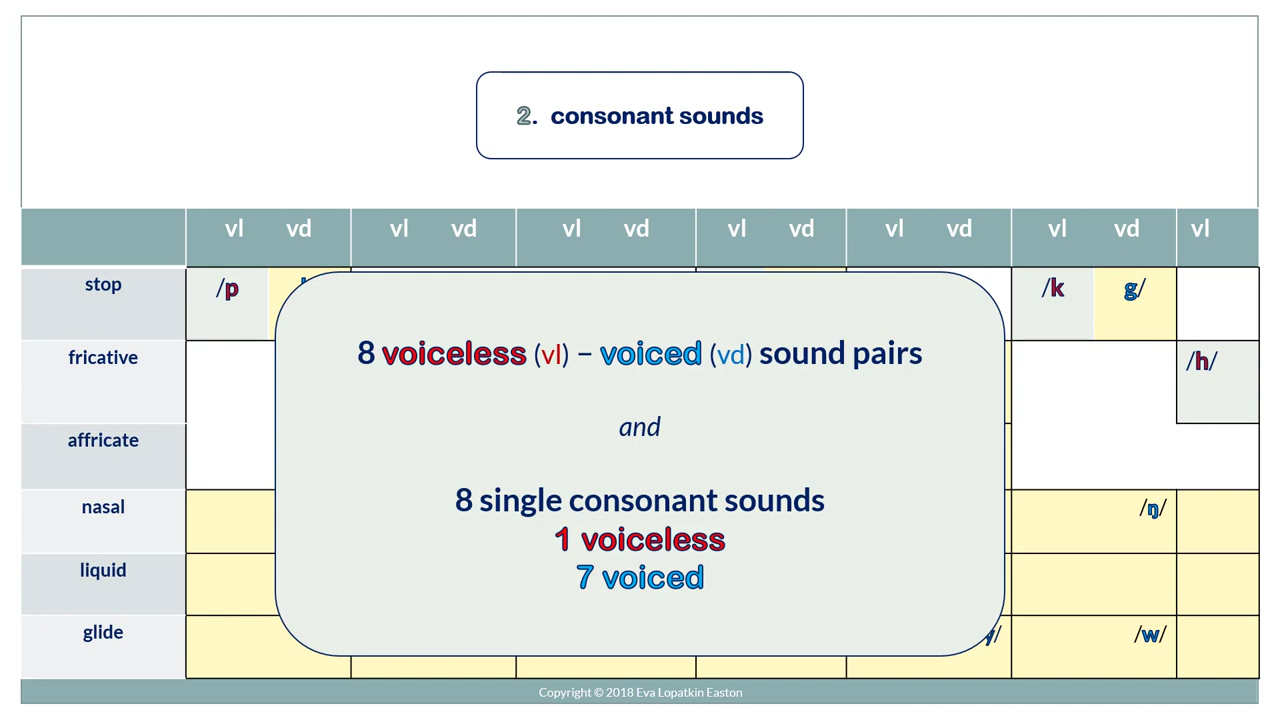 2. consonant sounds
vl vd vl vd vl vd vl vd vl vd vl vd vl
stop /p /k g/
fricative /h/
affricate
nasal /ŋ/
liquid
glide /w/
8 voiceless (vl) – voiced (vd) sound pairs
and
8 single consonant sounds
1 voiceless
7 voiced
Copyright © 2018 Eva Lopatkin Easton